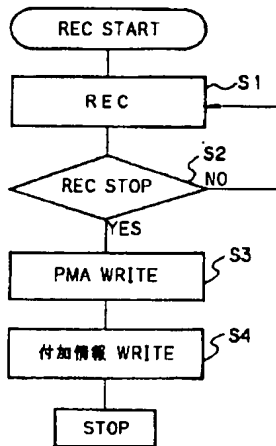 REC START
S1
REC
S2
REC STOP
NO
YES
S3
PMA WRITE
S4
付加情報 WRITE
STOP